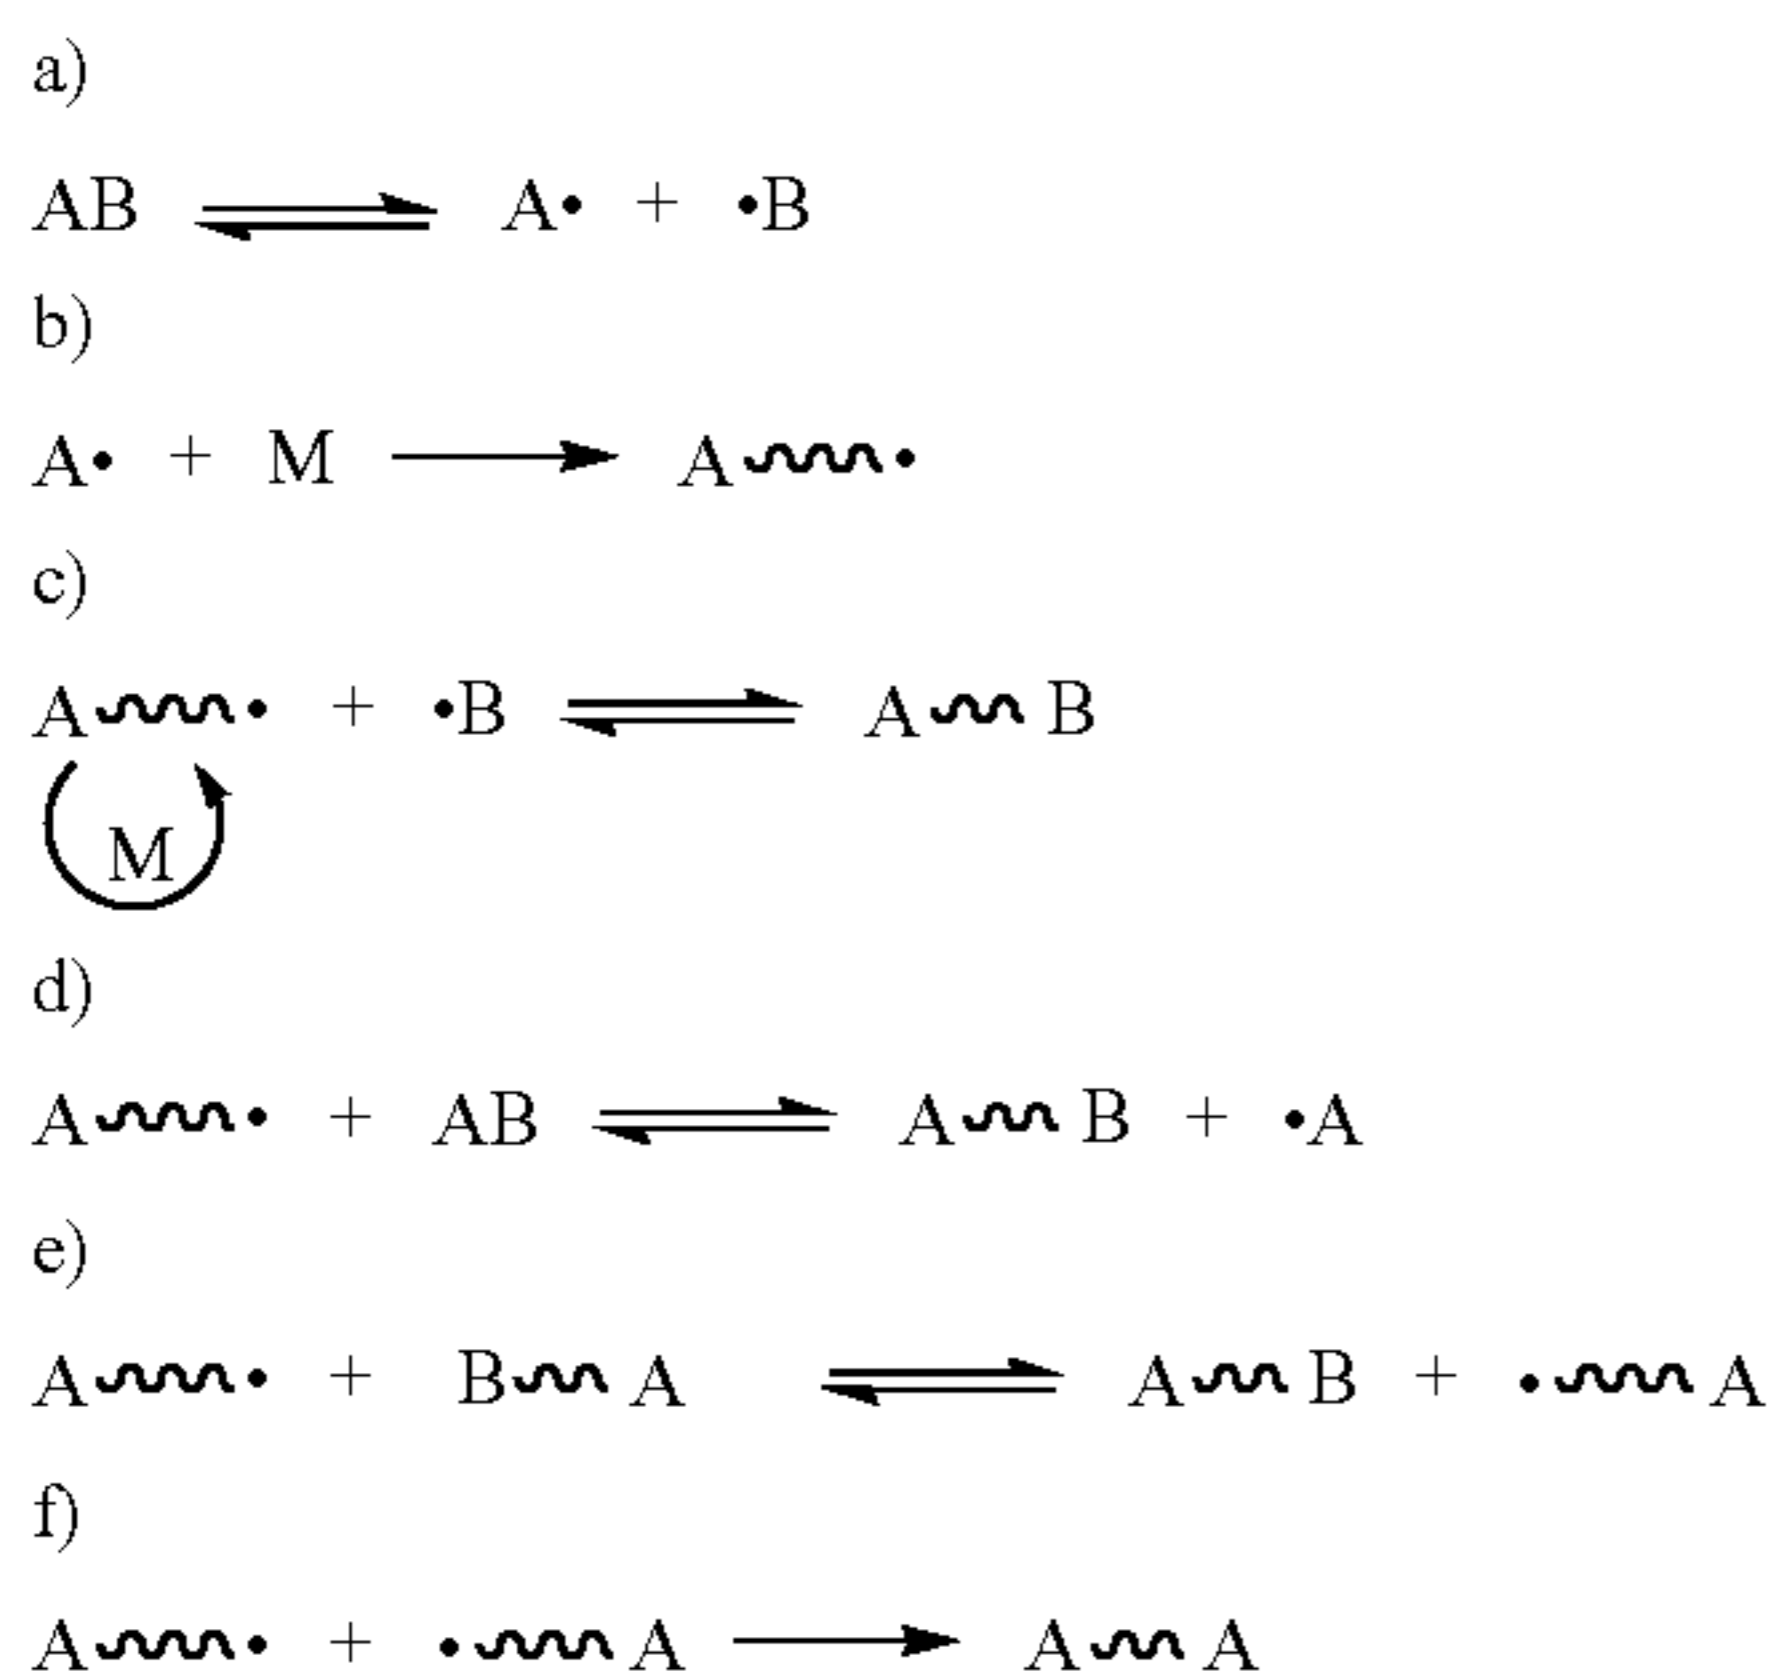 a)
AB ⇌ A• + •B
b)
A• + M ⟶ A•
c)
A• + •B ⇌ A B
M
d)
A• + AB ⇌ A B + •A
e)
A• + B A ⇌ A B + • A
f)
A• + • A ⟶ A A